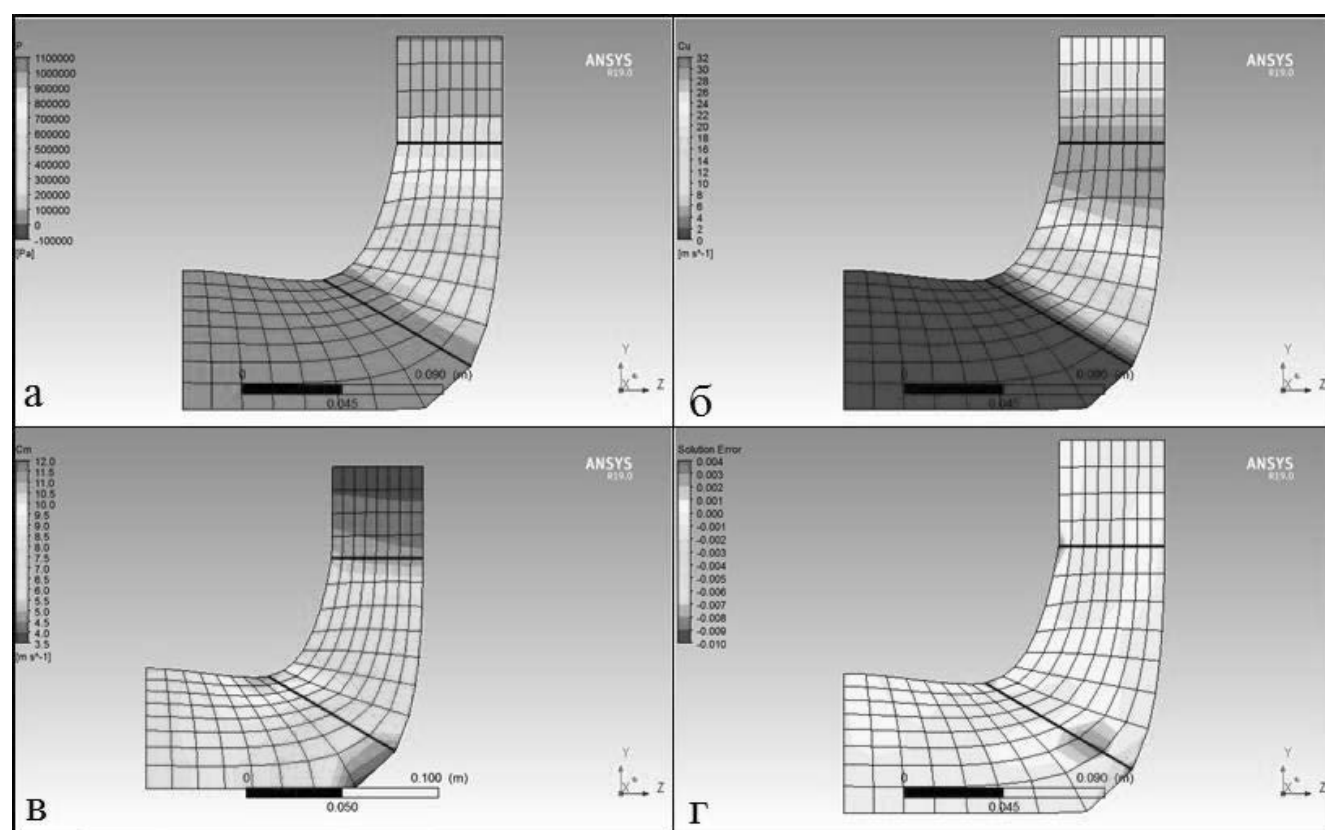 P
1100000
1000000
900000
800000
700000
600000
500000
400000
300000
200000
100000
0
-100000
[Pa]
ANSYS
R19.0
0
0.090 (m)
0.045
Y
X
Z
а
Cu
32
30
28
26
24
22
20
18
16
14
12
10
8
6
4
2
0
[m s^-1]
ANSYS
R19.0
0
0.090 (m)
0.045
Y
X
Z
б
Cm
12.0
11.5
11.0
10.5
10.0
9.5
9.0
8.5
8.0
7.5
7.0
6.5
6.0
5.5
5.0
4.5
4.0
3.5
[m s^-1]
ANSYS
R19.0
0
0.100 (m)
0.050
Y
X
Z
в
Solution Error
0.004
0.003
0.002
0.001
0.000
-0.001
-0.002
-0.003
-0.004
-0.005
-0.006
-0.007
-0.008
-0.009
-0.010
ANSYS
R19.0
0
0.090 (m)
0.045
Y
X
Z
г